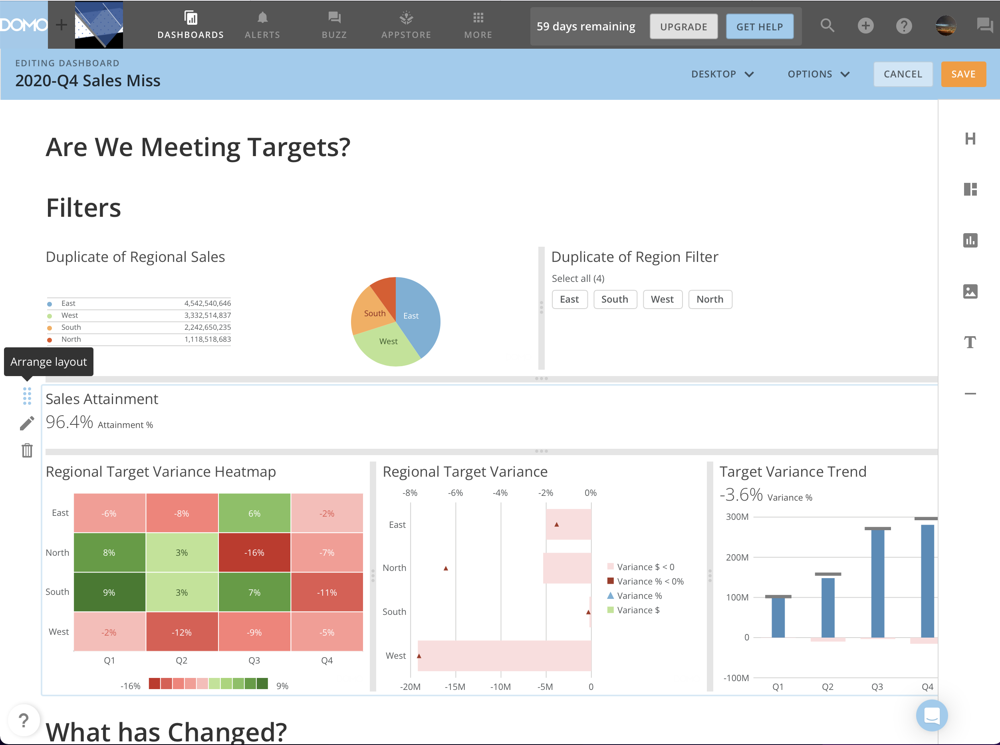 DOMO
DASHBOARDS
ALERTS
BUZZ
APPSTORE
MORE
59 days remaining
UPGRADE
GET HELP
EDITING DASHBOARD
2020-Q4 Sales Miss
DESKTOP
OPTIONS
CANCEL
SAVE
Are We Meeting Targets?
Filters
Duplicate of Regional Sales
East 4,542,540,646
West 3,332,514,837
South 2,242,650,235
North 1,118,518,683
South
East
West
Duplicate of Region Filter
Select all (4)
East South West North
Arrange layout
Sales Attainment
96.4% Attainment %
Regional Target Variance Heatmap
East -6% -8% 6% -2%
North 8% 3% -16% -7%
South 9% 3% 7% -11%
West -2% -12% -9% -5%
Q1 Q2 Q3 Q4
-16% 9%
Regional Target Variance
-8% -6% -4% -2% 0%
East
North
South
West
-20M -15M -10M -5M 0
Variance $ < 0
Variance % < 0%
Variance %
Variance $
Target Variance Trend
-3.6% Variance %
300M
200M
100M
0
-100M
Q1 Q2 Q3 Q4
What has Changed?
H
T
?
?